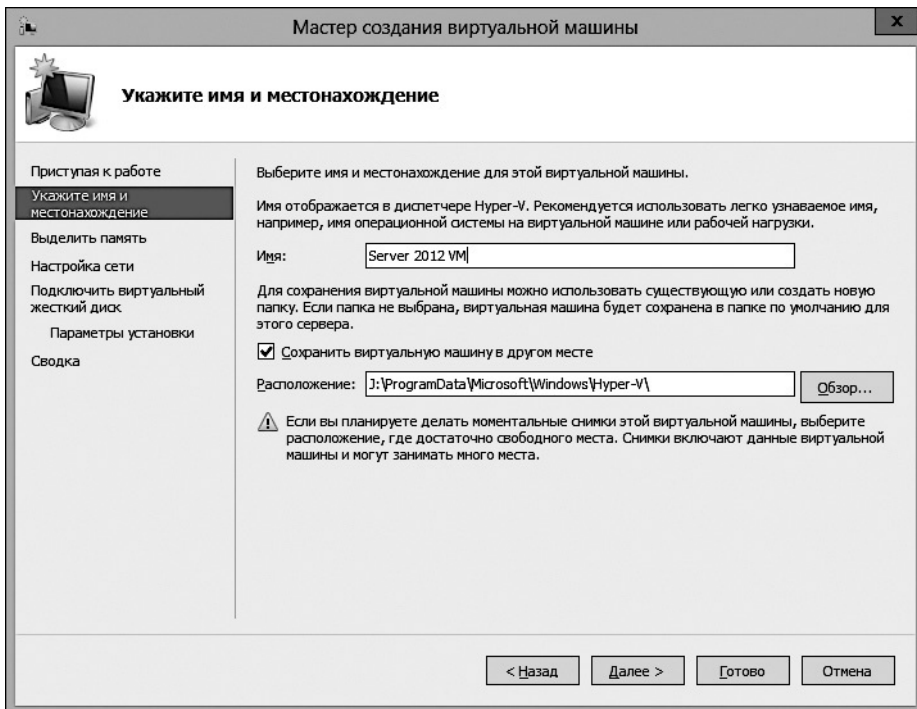 Мастер создания виртуальной машины
x
Укажите имя и местонахождение
Приступая к работе
Укажите имя и
местонахождение
Выделить память
Настройка сети
Подключить виртуальный
жесткий диск
Параметры установки
Сводка
Выберите имя и местонахождение для этой виртуальной машины.
Имя отображается в диспетчере Hyper-V. Рекомендуется использовать легко узнаваемое имя,
например, имя операционной системы на виртуальной машине или рабочей нагрузки.
Имя: Server 2012 VM
Для сохранения виртуальной машины можно использовать существующую или создать новую
папку. Если папка не выбрана, виртуальная машина будет сохранена в папке по умолчанию для
этого сервера.
Сохранить виртуальную машину в другом месте
Расположение: J:\ProgramData\Microsoft\Windows\Hyper-V\ Обзор...
Если вы планируете делать моментальные снимки этой виртуальной машины, выберите
расположение, где достаточно свободного места. Снимки включают данные виртуальной
машины и могут занимать много места.
< Назад Далее > Готово Отмена